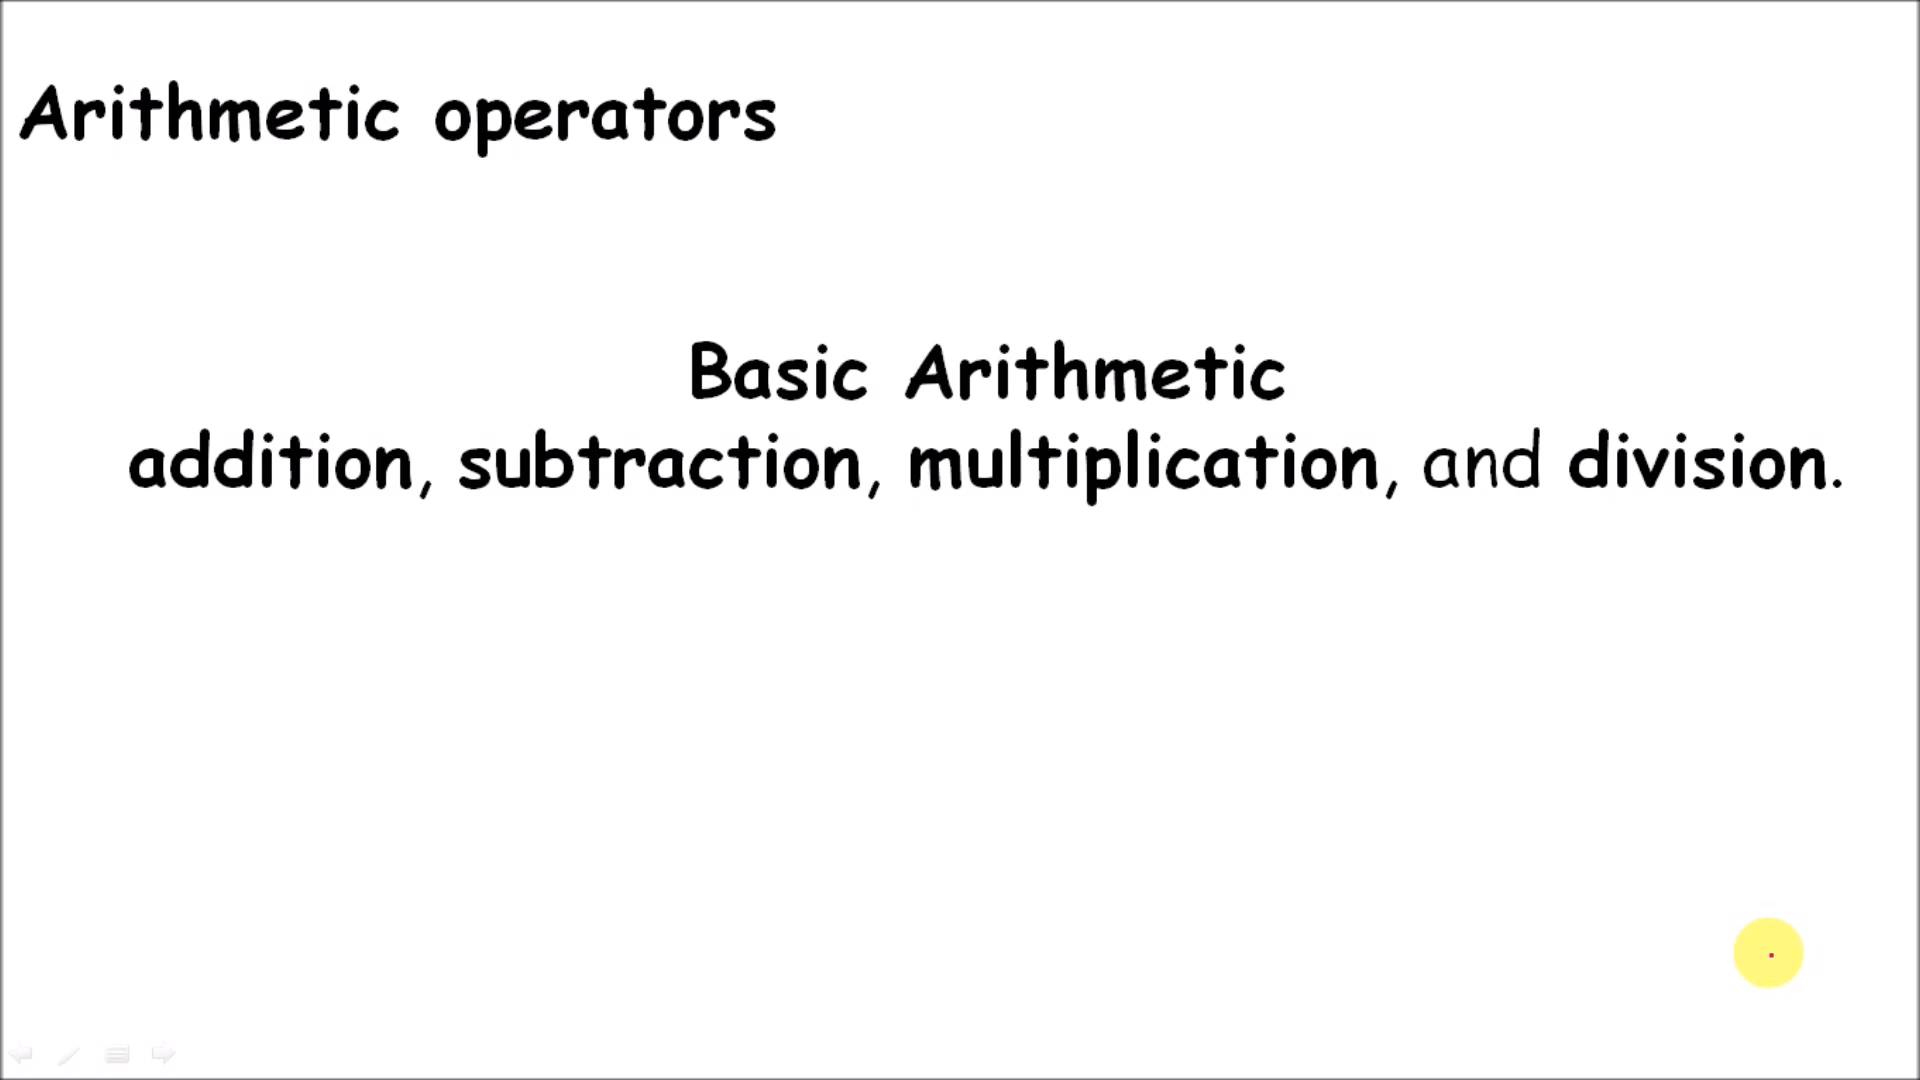 Arithmetic operators
Basic Arithmetic
addition, subtraction, multiplication, and division.